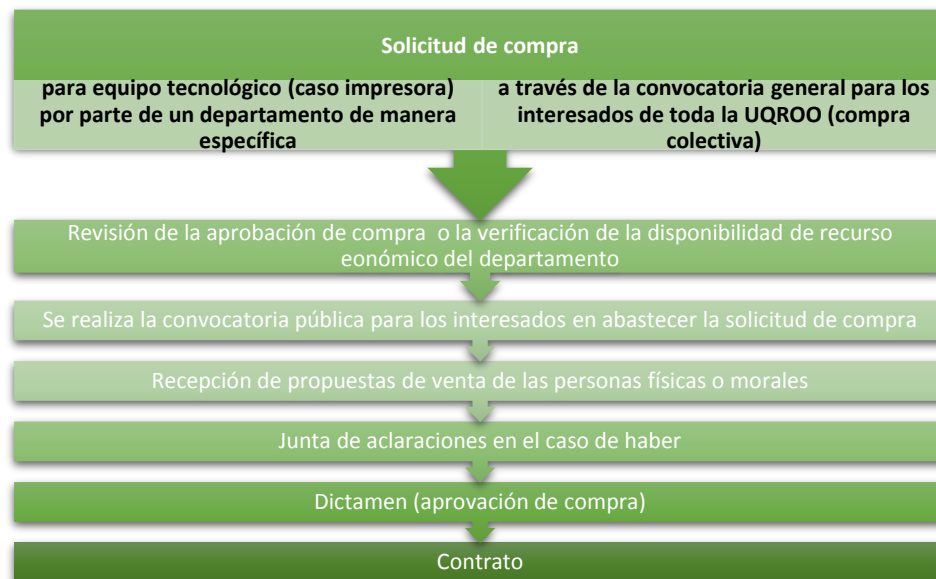 Solicitud de compra
para equipo tecnológico (caso impresora)
por parte de un departamento de manera
específica
a través de la convocatoria general para los
interesados de toda la UQROO (compra
colectiva)
Revisión de la aprobación de compra o la verificación de la disponibilidad de recurso
eonómico del departamento
Se realiza la convocatoria pública para los interesados en abastecer la solicitud de compra
Recepción de propuestas de venta de las personas físicas o morales
Junta de aclaraciones en el caso de haber
Dictamen (aprovación de compra)
Contrato